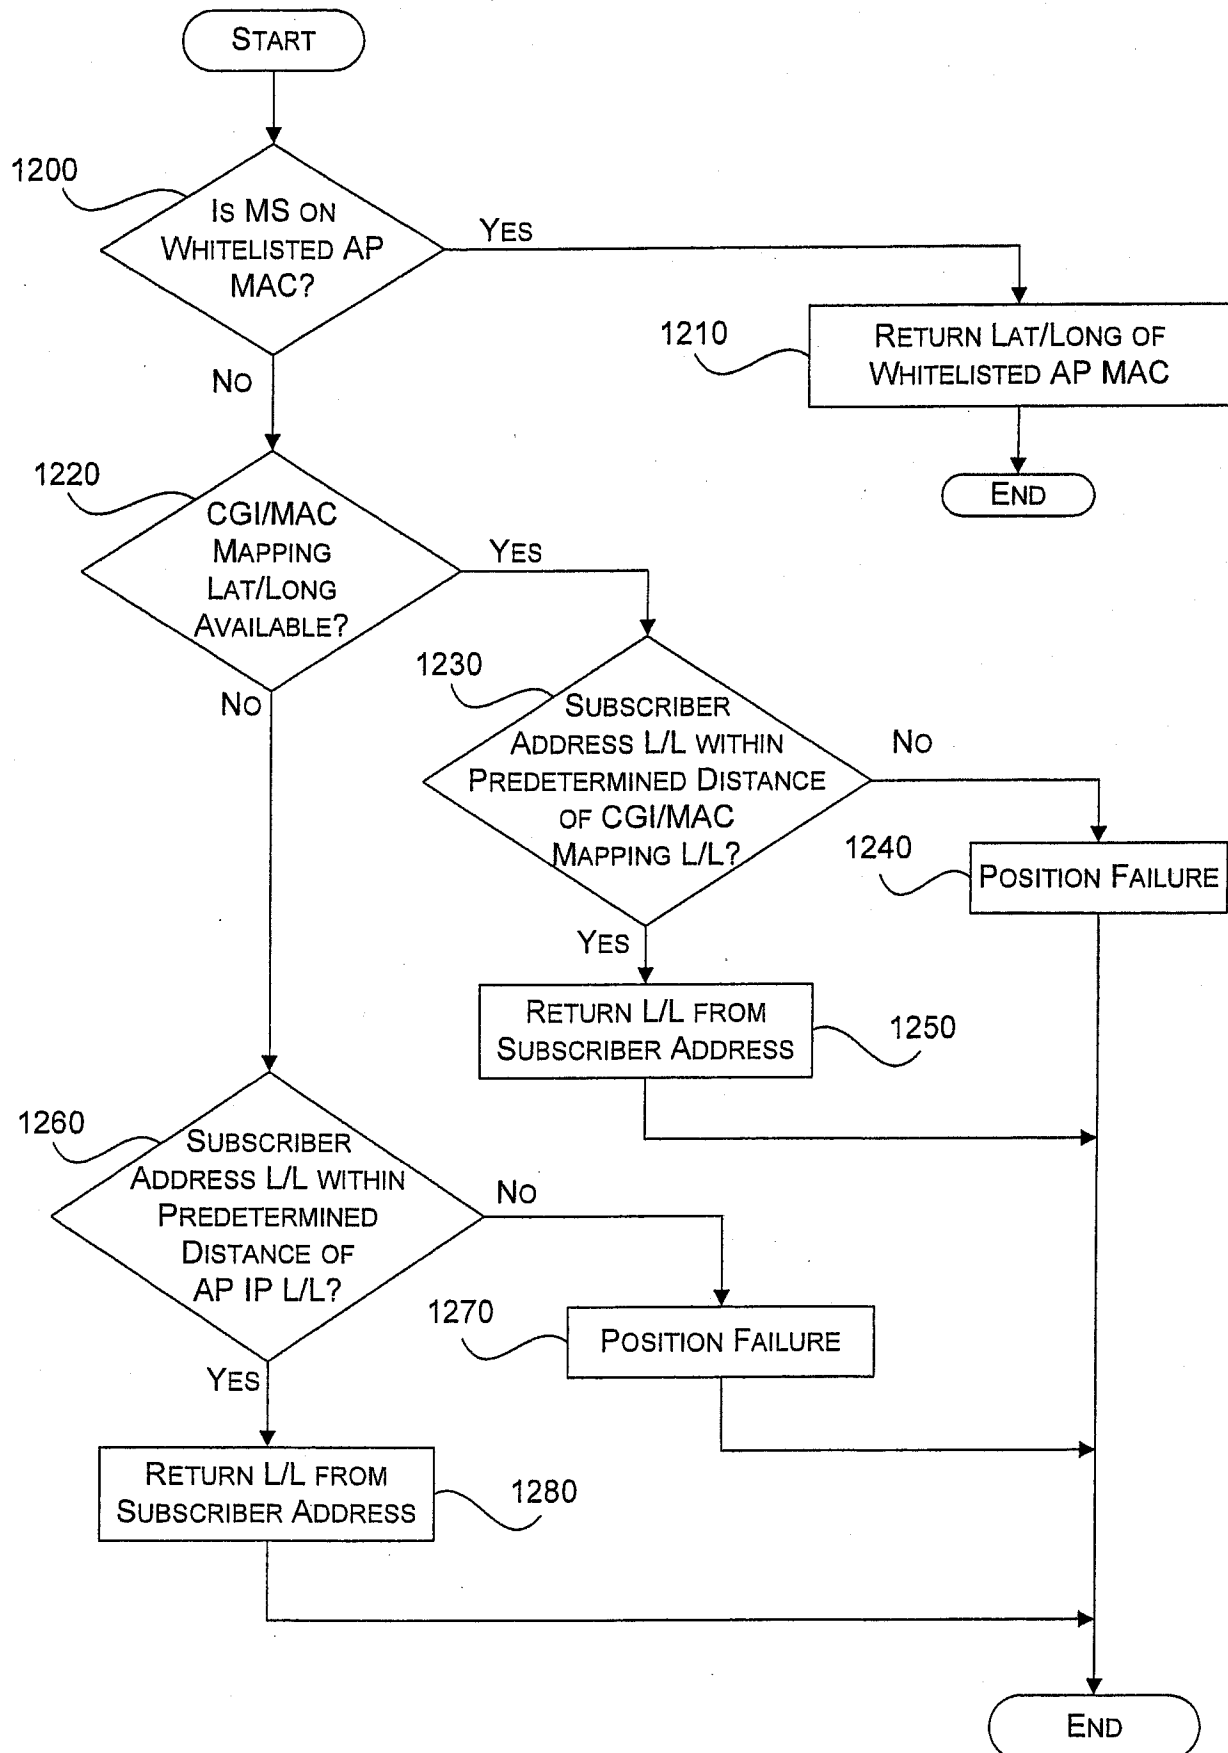 START
1200
IS MS ON
WHITELISTED AP
MAC?
YES
NO
1210
RETURN LAT/LONG OF
WHITELISTED AP MAC
END
1220
CGI/MAC
MAPPING
LAT/LONG
AVAILABLE?
YES
NO
1230
SUBSCRIBER
ADDRESS L/L WITHIN
PREDETERMINED DISTANCE
OF CGI/MAC
MAPPING L/L?
NO
1240
POSITION FAILURE
YES
RETURN L/L FROM
SUBSCRIBER ADDRESS
1250
1260
SUBSCRIBER
ADDRESS L/L WITHIN
PREDETERMINED
DISTANCE OF
AP IP L/L?
NO
1270
POSITION FAILURE
YES
RETURN L/L FROM
SUBSCRIBER ADDRESS
1280
END